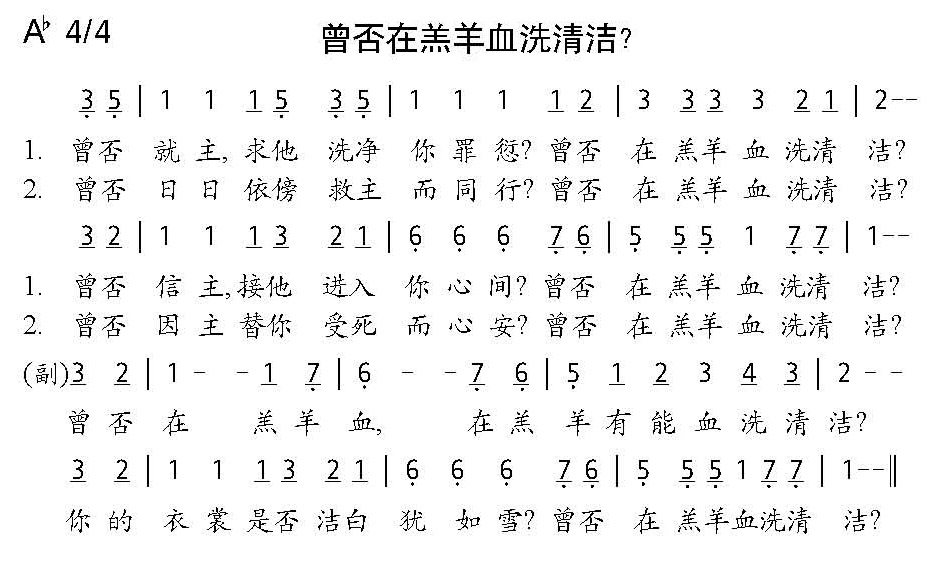 A♭ 4/4 曾否在羔羊血洗清洁?
3̲̣ 5̲̣ | 1 1 1̲ 5̲̣ 3̲̣ 5̲̣ | 1 1 1 1̲ 2̲ | 3 3̲ 3̲ 3 2̲ 1̲ | 2--
1. 曾否 就 主, 求他 洗净 你 罪 愆? 曾否 在 羔羊 血 洗清 洁?
2. 曾否 日 日 依傍 救主 而 同 行? 曾否 在 羔羊 血 洗清 洁?
3̲ 2̲ | 1 1 1̲ 3̲ 2̲ 1̲ | 6̣ 6̣ 6̣ 7̲̣ 6̲̣ | 5̣ 5̲̣ 5̲̣ 1 7̲̣ 7̲̣ | 1--
1. 曾否 信 主, 接他 进入 你 心 间? 曾否 在 羔羊 血 洗清 洁?
2. 曾否 因 主 替你 受死 而 心 安? 曾否 在 羔羊 血 洗清 洁?
(副) 3̲ 2̲ | 1 - - 1̲ 7̲̣ | 6̣ - - 7̲̣ 6̲̣ | 5̣ 1̲ 2̲ 3 4̲ 3̲ | 2 - -
曾 否 在 羔 羊 血, 在 羔 羊 有 能 血 洗 清 洁?
3̲ 2̲ | 1 1 1̲ 3̲ 2̲ 1̲ | 6̣ 6̣ 6̣ 7̲̣ 6̲̣ | 5̣ 5̲̣ 5̲̣ 1 7̲̣ 7̲̣ | 1--‖
你 的 衣 裳 是否 洁白 犹 如 雪? 曾否 在 羔羊血洗清 洁?